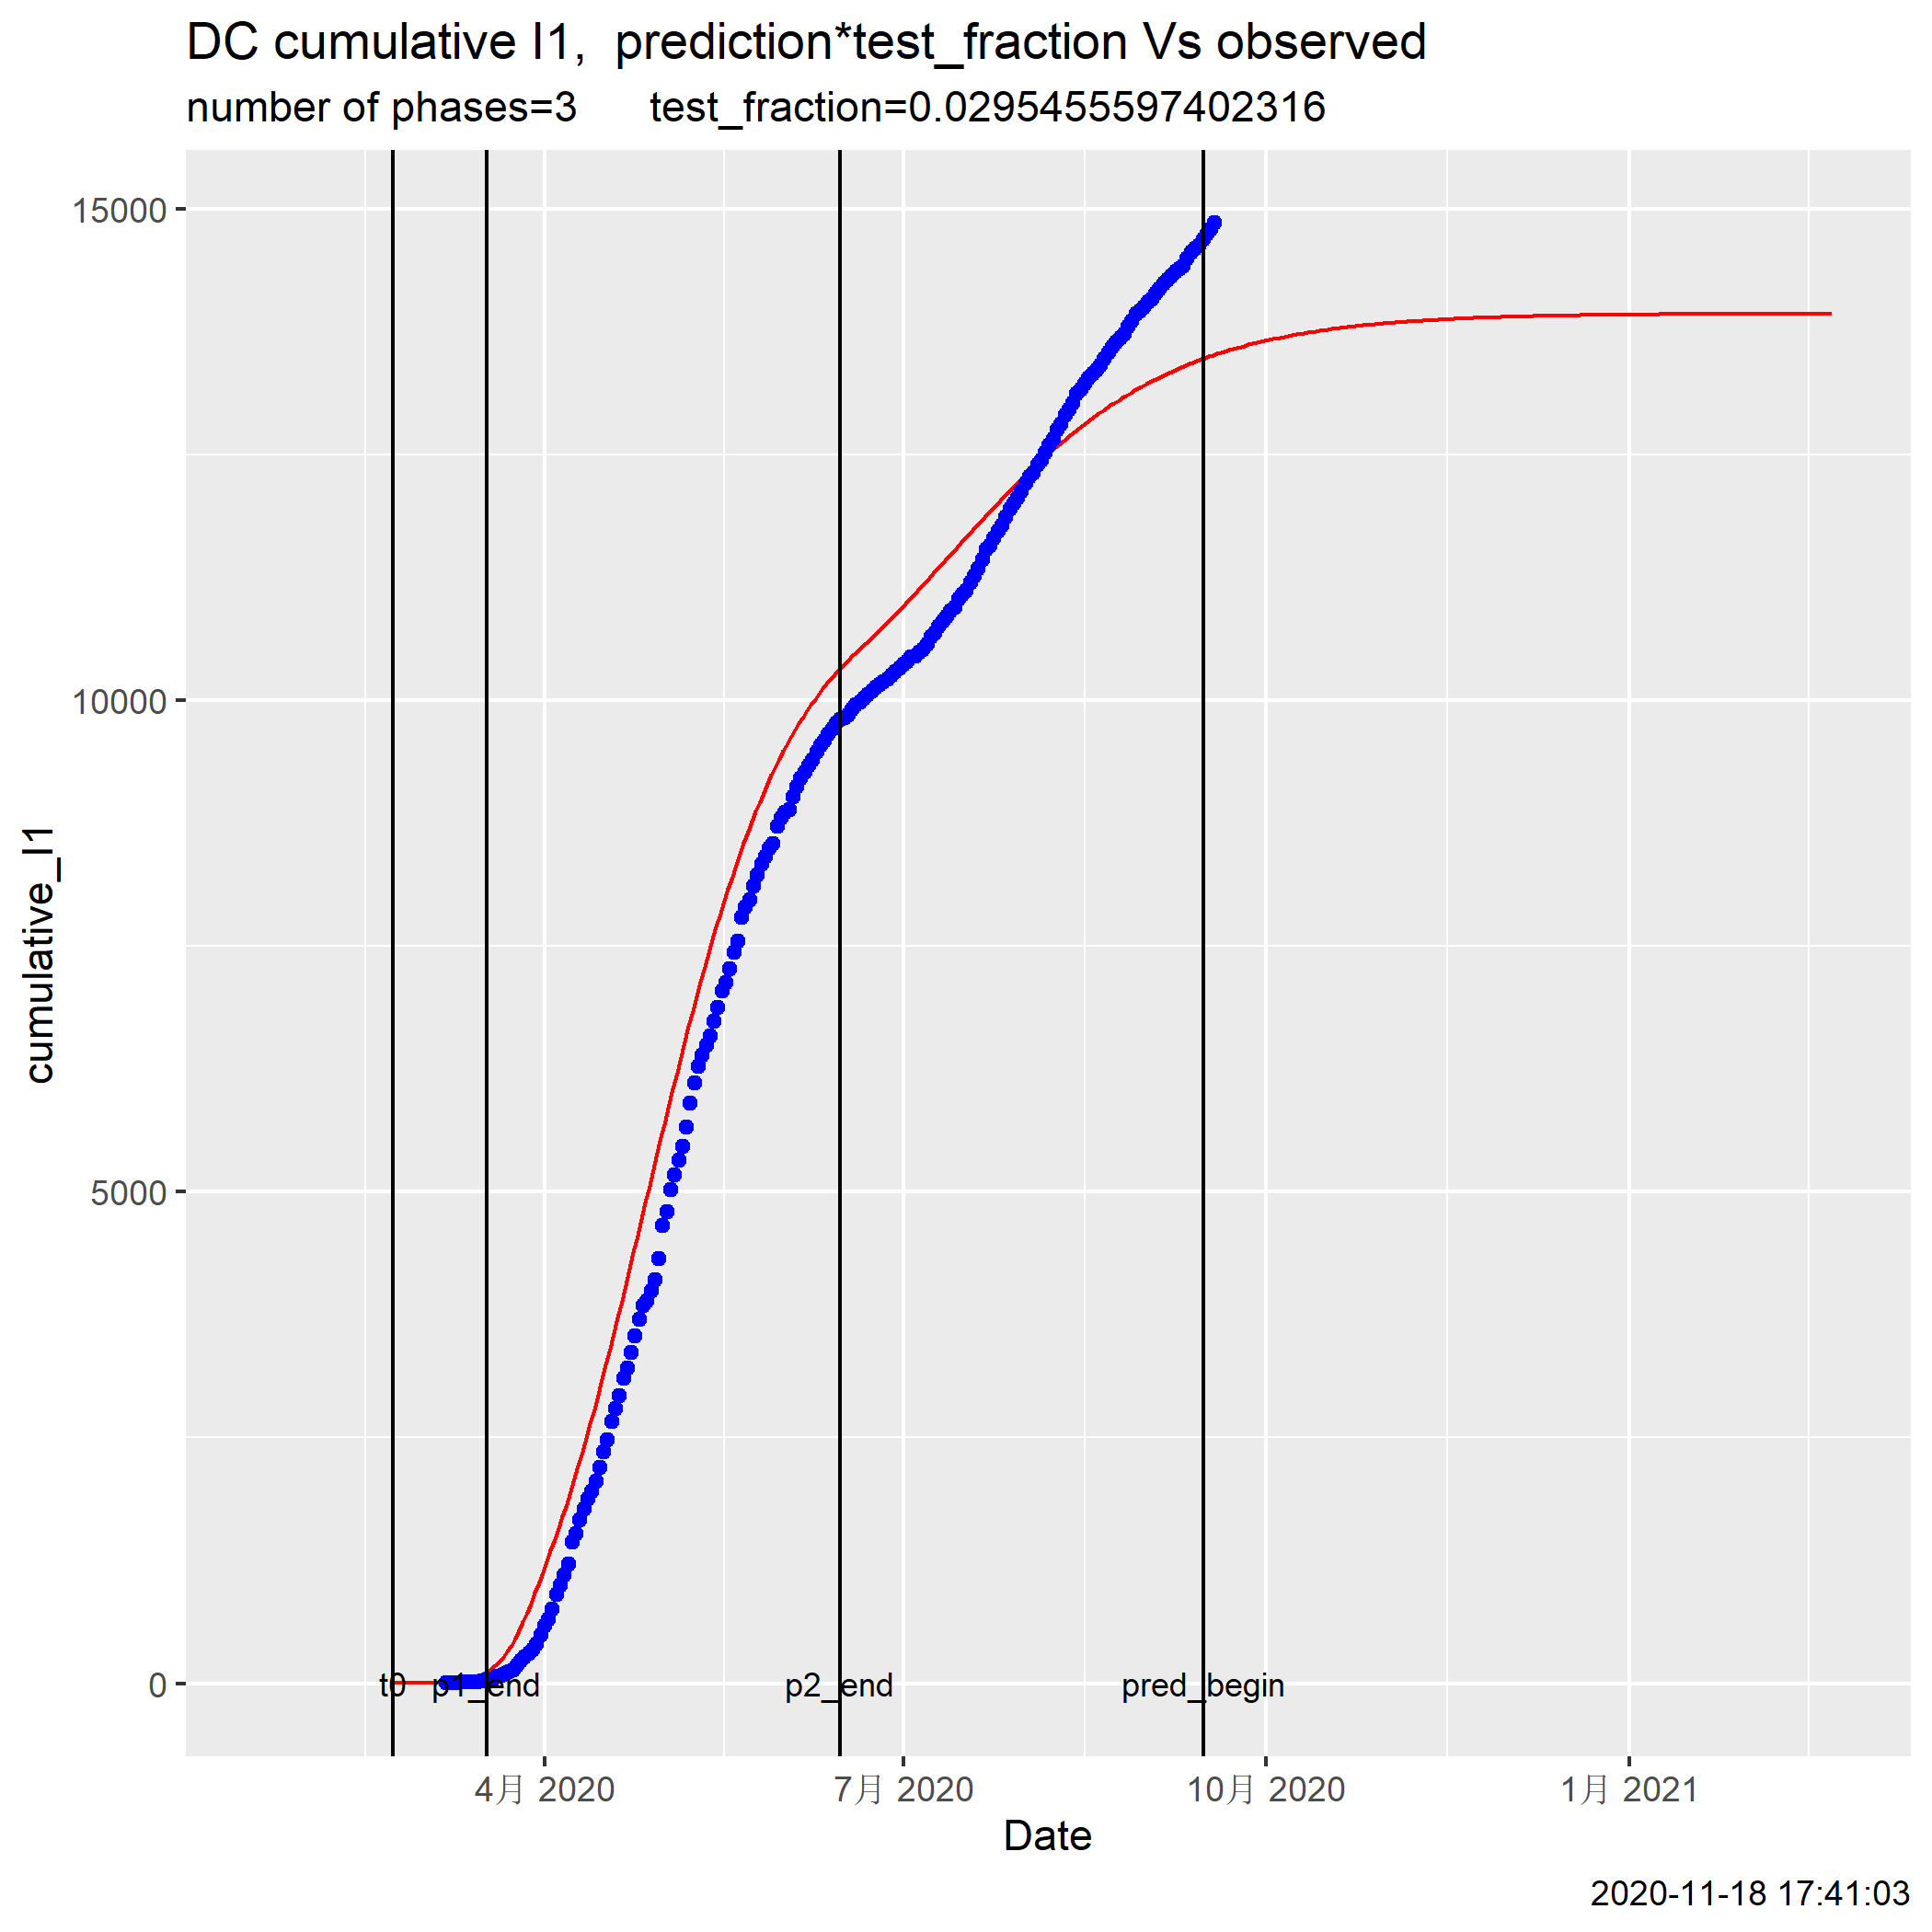 DC cumulative I1,  prediction*test_fraction Vs observed
number of phases=3      test_fraction=0.0295455597402316
15000
10000
5000
0
cumulative_I1
t0
p1_end
p2_end
pred_begin
4月 2020
7月 2020
10月 2020
1月 2021
Date
2020-11-18 17:41:03